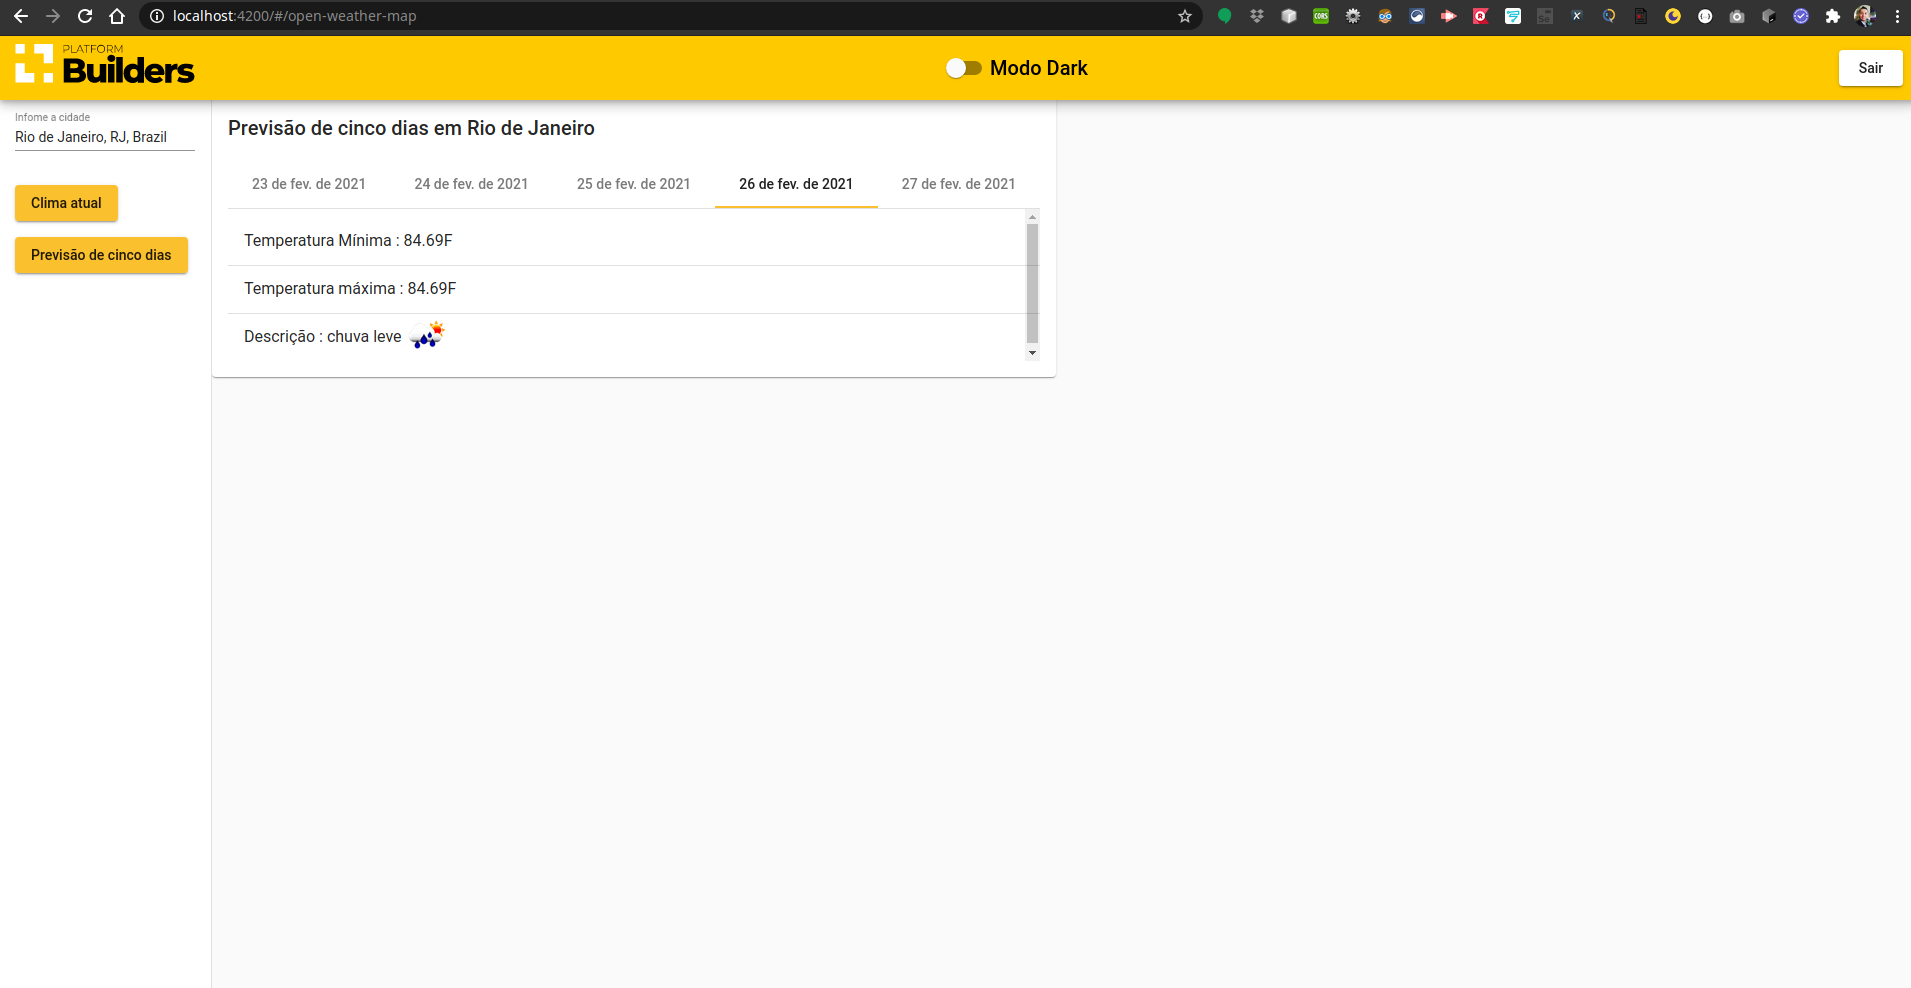 localhost:4200/#/open-weather-map
PLATFORM
Builders
Modo Dark
Sair
Infome a cidade
Rio de Janeiro, RJ, Brazil
Clima atual
Previsão de cinco dias
Previsão de cinco dias em Rio de Janeiro
23 de fev. de 2021 24 de fev. de 2021 25 de fev. de 2021 26 de fev. de 2021 27 de fev. de 2021
Temperatura Mínima : 84.69F
Temperatura máxima : 84.69F
Descrição : chuva leve